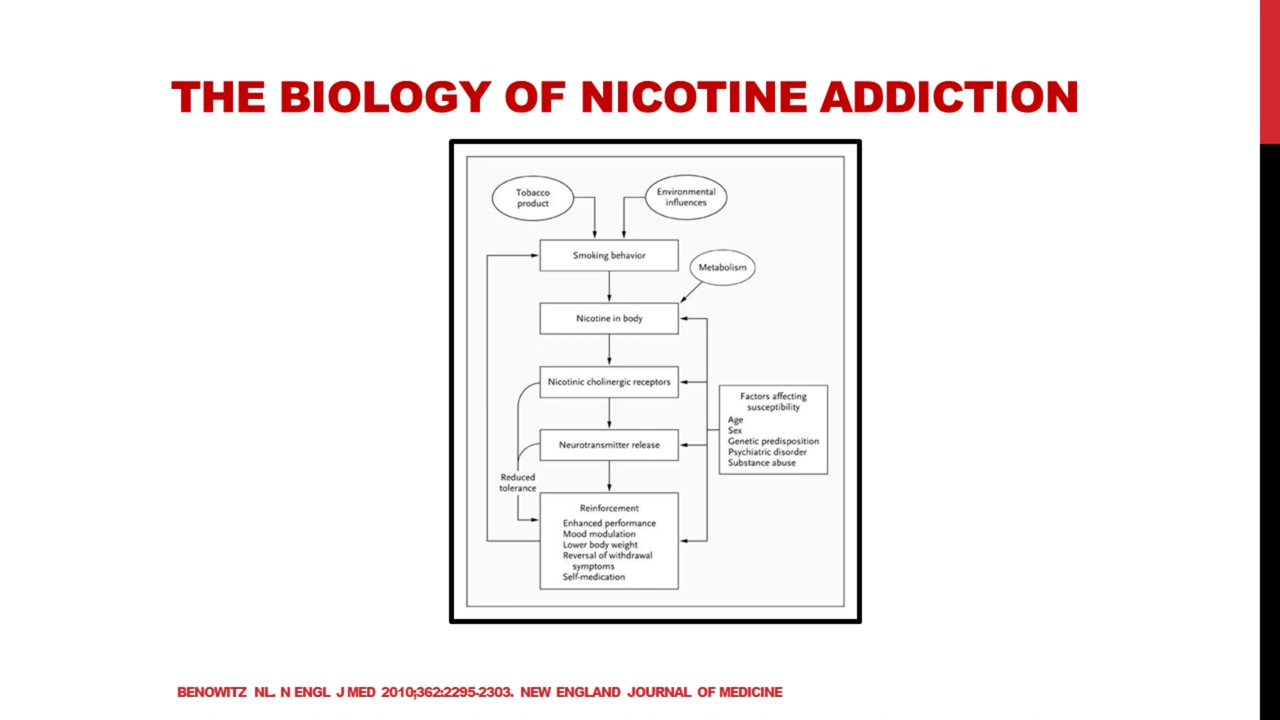 THE BIOLOGY OF NICOTINE ADDICTION
Tobacco
product
Environmental
influences
Smoking behavior
Metabolism
Nicotine in body
Nicotinic cholinergic receptors
Factors affecting
susceptibility
Age
Sex
Genetic predisposition
Psychiatric disorder
Substance abuse
Neurotransmitter release
Reduced
tolerance
Reinforcement
Enhanced performance
Mood modulation
Lower body weight
Reversal of withdrawal
symptoms
Self-medication
BENOWITZ NL. N ENGL J MED 2010;362:2295-2303. NEW ENGLAND JOURNAL OF MEDICINE